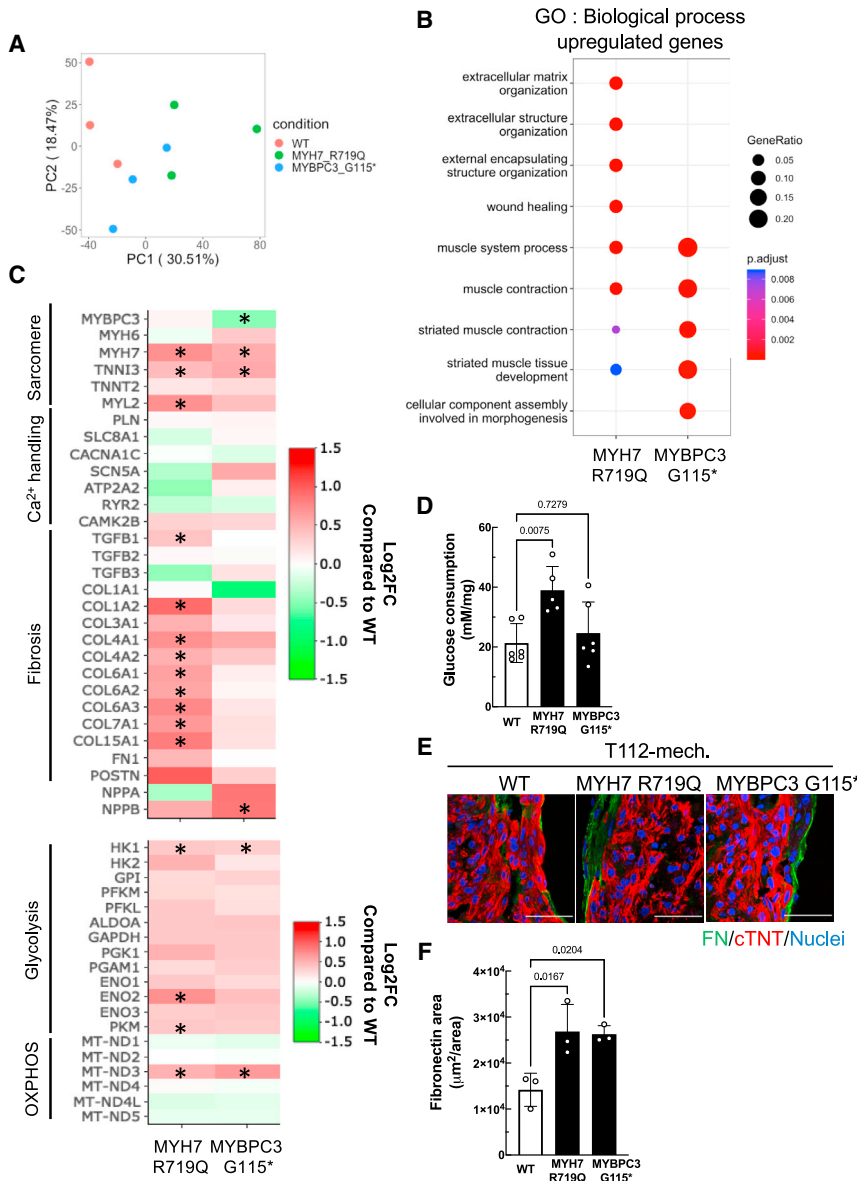 A
50
25
0
-25
-50
PC2 ( 18.47%)
-40
0
40
80
PC1 ( 30.51%)
condition
WT
MYH7_R719Q
MYBPC3_G115*
B
GO : Biological process
upregulated genes
extracellular matrix
organization
extracellular structure
organization
external encapsulating
structure organization
wound healing
muscle system process
muscle contraction
striated muscle contraction
striated muscle tissue
development
cellular component assembly
involved in morphogenesis
MYH7
R719Q
MYBPC3
G115*
GeneRatio
0.05
0.10
0.15
0.20
p.adjust
0.008
0.006
0.004
0.002
C
Sarcomere
MYBPC3 *
MYH6
MYH7 * *
TNNI3 * *
TNNT2
MYL2 *
Ca2+ handling
PLN
SLC8A1
CACNA1C
SCN5A
ATP2A2
RYR2
CAMK2B
Fibrosis
TGFB1 *
TGFB2
TGFB3
COL1A1
COL1A2 *
COL3A1
COL4A1 *
COL4A2 *
COL6A1 *
COL6A2 *
COL6A3 *
COL7A1 *
COL15A1 *
FN1
POSTN
NPPA
NPPB *
1.5
1.0
0.5
0.0
-0.5
-1.0
-1.5
Log2FC
Compared to WT
Glycolysis
HK1 * *
HK2
GPI
PFKM
PFKL
ALDOA
GAPDH
PGK1
PGAM1
ENO1
ENO2 *
ENO3
PKM *
OXPHOS
MT-ND1
MT-ND2
MT-ND3 * *
MT-ND4
MT-ND4L
MT-ND5
MYH7
R719Q
MYBPC3
G115*
1.5
1.0
0.5
0.0
-0.5
-1.0
-1.5
Log2FC
Compared to WT
D
0.7279
0.0075
60
40
20
0
Glucose consumption
(mM/mg)
WT
MYH7
R719Q
MYBPC3
G115*
E
T112-mech.
WT
MYH7 R719Q
MYBPC3 G115*
FN/cTNT/Nuclei
F
0.0204
0.0167
4×10⁴
3×10⁴
2×10⁴
1×10⁴
0
Fibronectin area
(μm²/area)
WT
MYH7
R719Q
MYBPC3
G115*